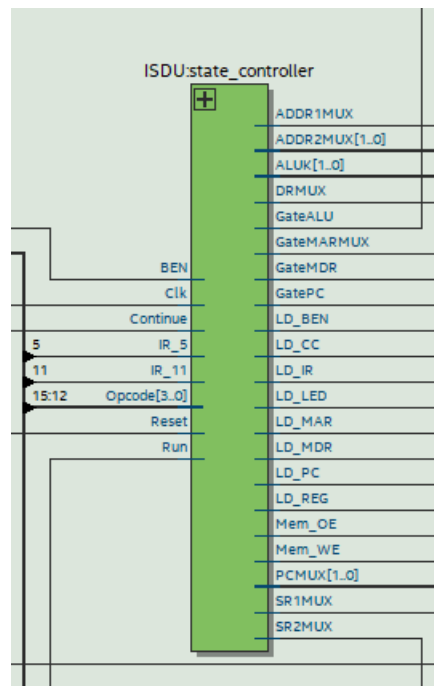 ISDU:state_controller
ADDR1MUX
ADDR2MUX[1..0]
ALUK[1..0]
DRMUX
GateALU
GateMARMUX
BEN
GateMDR
Clk
GatePC
Continue
LD_BEN
5
IR_5
LD_CC
11
IR_11
LD_IR
15:12
Opcode[3..0]
LD_LED
Reset
LD_MAR
Run
LD_MDR
LD_PC
LD_REG
Mem_OE
Mem_WE
PCMUX[1..0]
SR1MUX
SR2MUX